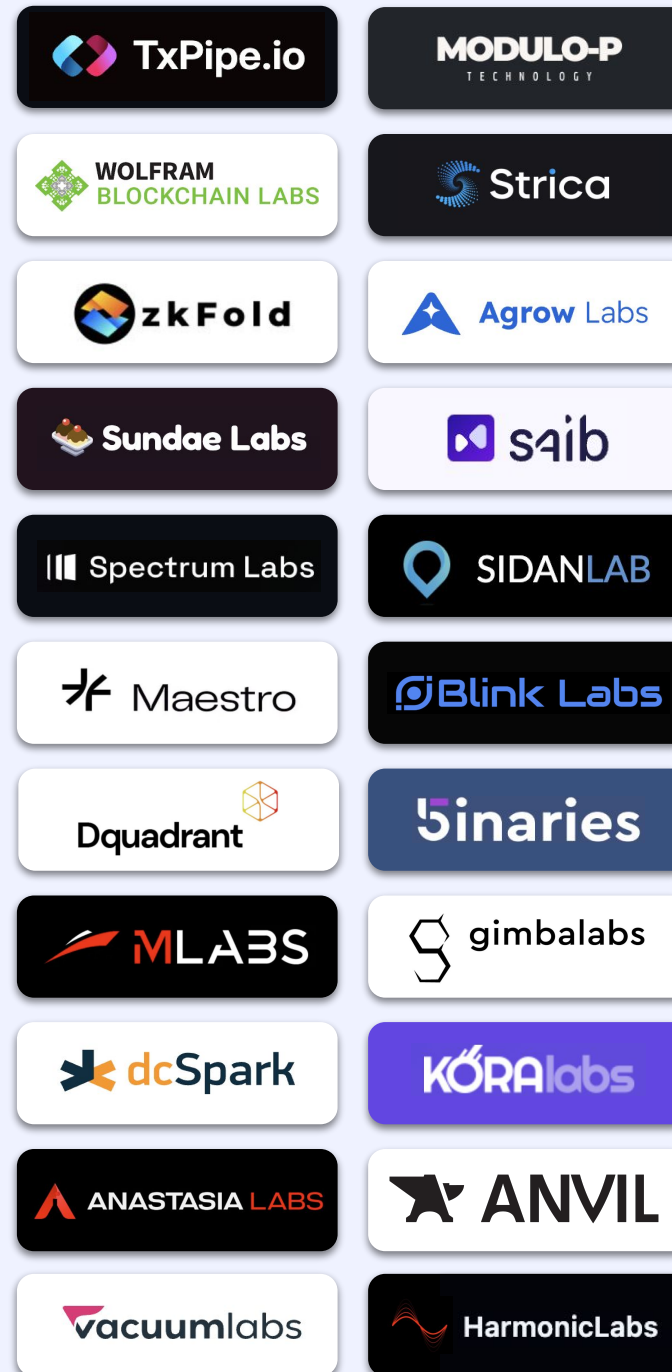 TxPipe.io
MODULO-P
TECHNOLOGY
WOLFRAM
BLOCKCHAIN LABS
Strica
zkFold
Agrow Labs
Sundae Labs
saib
Spectrum Labs
SIDANLAB
Maestro
Blink Labs
Dquadrant
5inaries
MLABS
gimbalabs
dcSpark
KORAlabs
ANASTASIA LABS
ANVIL
vacuumlabs
HarmonicLabs